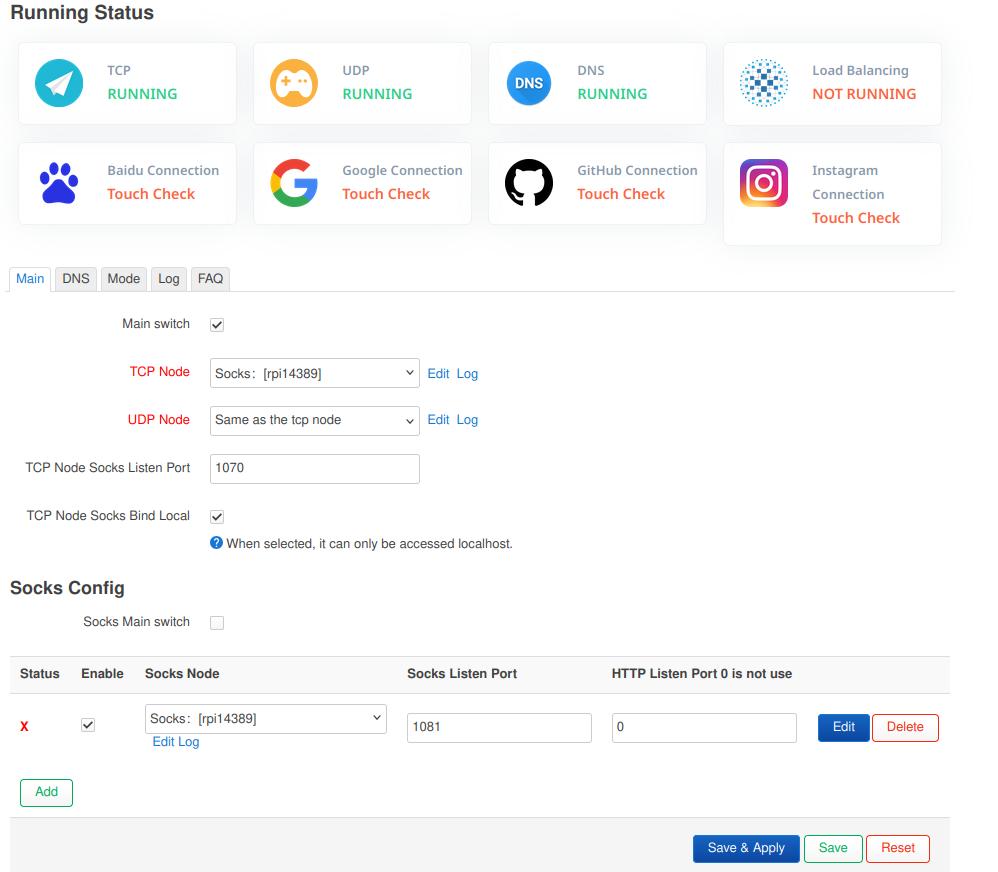 Running Status
TCP
RUNNING
UDP
RUNNING
DNS
DNS
RUNNING
Load Balancing
NOT RUNNING
Baidu Connection
Touch Check
Google Connection
Touch Check
GitHub Connection
Touch Check
Instagram
Connection
Touch Check
Main DNS Mode Log FAQ
Main switch
TCP Node Socks：[rpi14389] Edit Log
UDP Node Same as the tcp node Edit Log
TCP Node Socks Listen Port 1070
TCP Node Socks Bind Local
? When selected, it can only be accessed localhost.
Socks Config
Socks Main switch
Status Enable Socks Node Socks Listen Port HTTP Listen Port 0 is not use
X Socks：[rpi14389] 1081 0 Edit Delete
Edit Log
Add
Save & Apply Save Reset